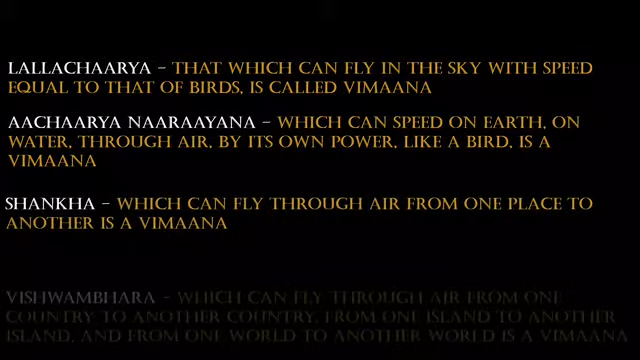 LALLACHAARYA – THAT WHICH CAN FLY IN THE SKY WITH SPEED
EQUAL TO THAT OF BIRDS, IS CALLED VIMAANA
AACHAARYA NAARAAYANA – WHICH CAN SPEED ON EARTH, ON
WATER, THROUGH AIR, BY ITS OWN POWER, LIKE A BIRD, IS A
VIMAANA
SHANKHA – WHICH CAN FLY THROUGH AIR FROM ONE PLACE TO
ANOTHER IS A VIMAANA
VISHWAMBHARA – WHICH CAN FLY THROUGH AIR FROM ONE
COUNTRY TO ANOTHER COUNTRY, FROM ONE ISLAND TO ANOTHER
ISLAND, AND FROM ONE WORLD TO ANOTHER WORLD IS A VIMAANA